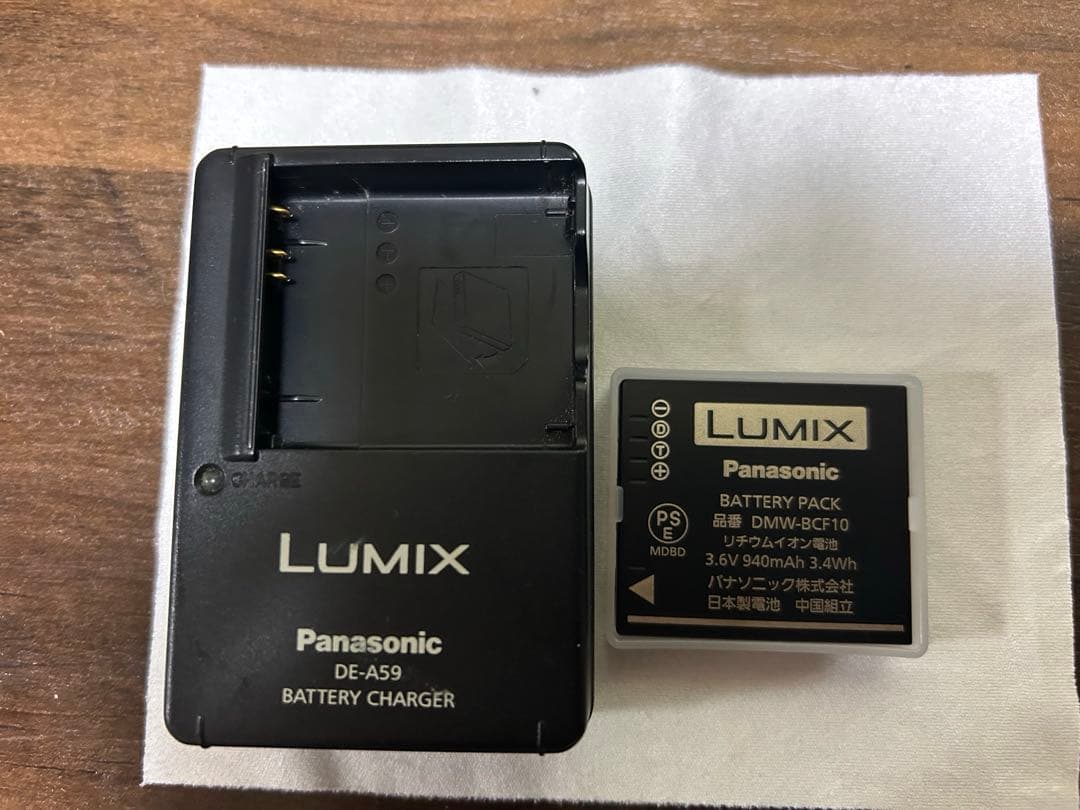 CHARGE
LUMIX
Panasonic
DE-A59
BATTERY CHARGER
− D T +
LUMIX
Panasonic
BATTERY PACK
品番 DMW-BCF10
リチウムイオン電池
3.6V 940mAh 3.4Wh
パナソニック株式会社
日本製電池 中国組立
PS
E
MDBD